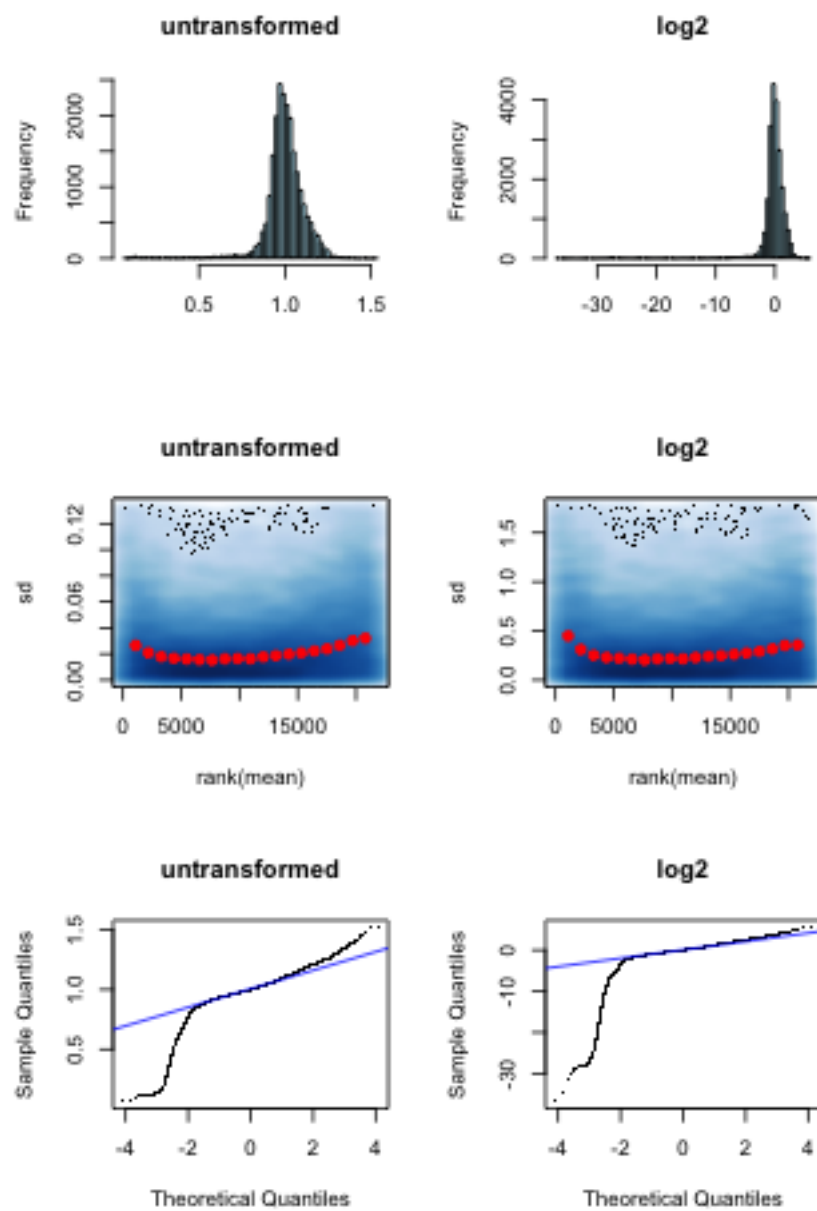 untransformed
log2
Frequency
0 1000 2000
0.5 1.0 1.5
Frequency
0 2000 4000
-30 -20 -10 0
untransformed
log2
sd
0.00 0.06 0.12
0 5000 15000
rank(mean)
sd
0.0 0.5 1.0 1.5
0 5000 15000
rank(mean)
untransformed
log2
Sample Quantiles
0.5 1.0 1.5
-4 -2 0 2 4
Theoretical Quantiles
Sample Quantiles
-30 -10 0
-4 -2 0 2 4
Theoretical Quantiles